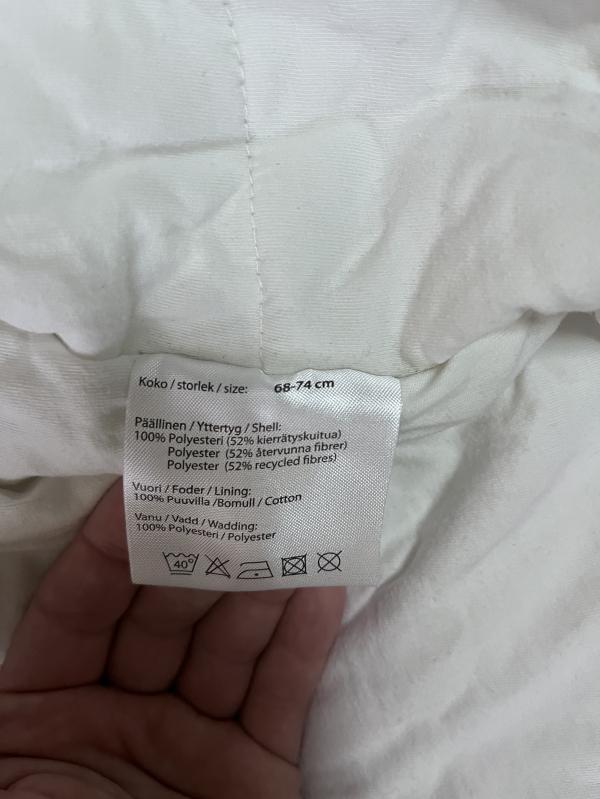 Koko / storlek / size: 68-74 cm
Päällinen / Yttertyg / Shell:
100% Polyesteri (52% kierrätyskuitua)
Polyester (52% återvunna fibrer)
Polyester (52% recycled fibres)
Vuori / Foder / Lining:
100% Puuvilla /Bomull / Cotton
Vanu / Vadd / Wadding:
100% Polyesteri / Polyester
40°